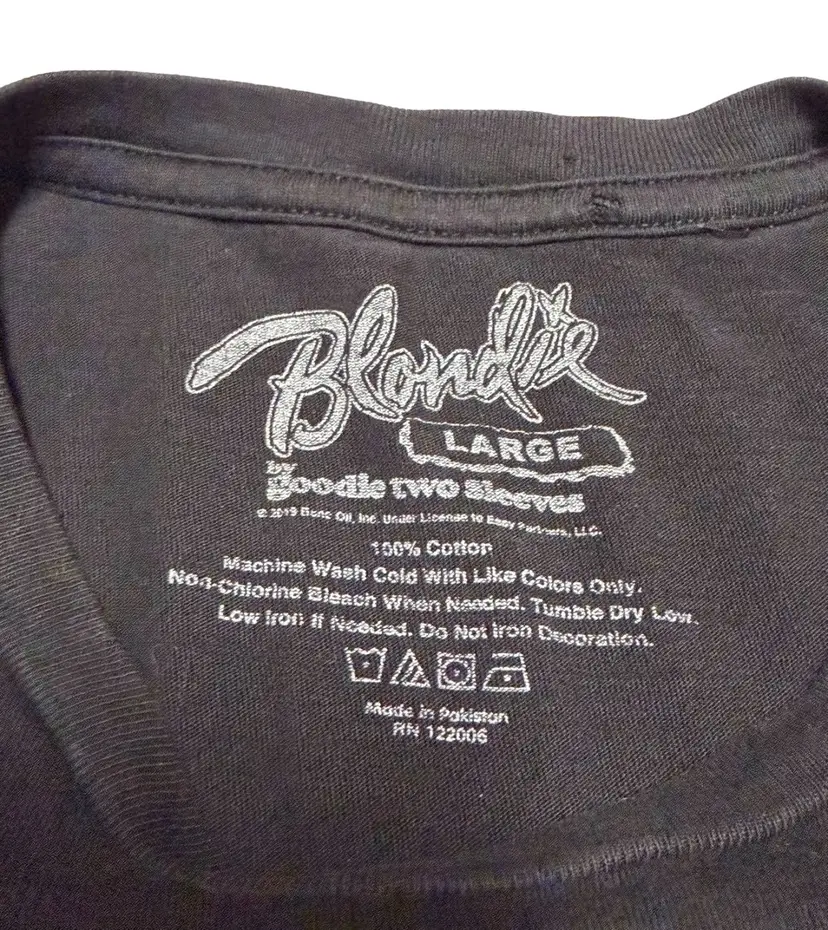 Blondie
LARGE
by
goodie two sleeves
© 2019 Beno Oil, Inc. Under License to Easy Partners, LLC.
100% Cotton
Machine Wash Cold With Like Colors Only.
Non-Chlorine Bleach When Needed. Tumble Dry Low.
Low Iron If Needed. Do Not Iron Decoration.
Made in Pakistan
RN 122006